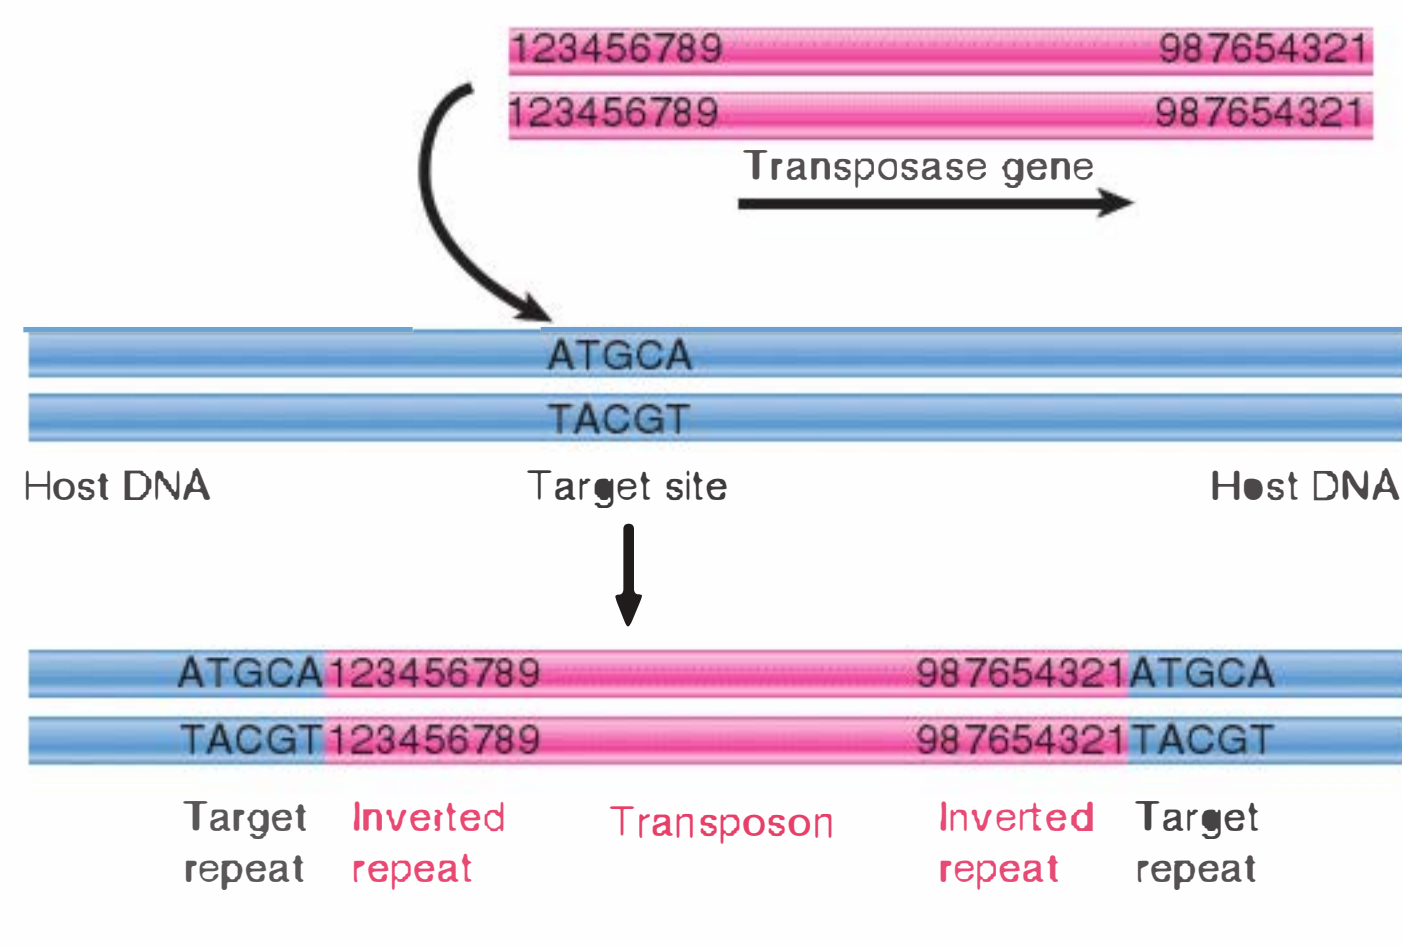 123456789 987654321
123456789 987654321
Transposase gene
ATGCA
TACGT
Host DNA Target site Host DNA
ATGCA123456789 987654321ATGCA
TACGT123456789 987654321TACGT
Target repeat Inverted repeat Transposon Inverted repeat Target repeat